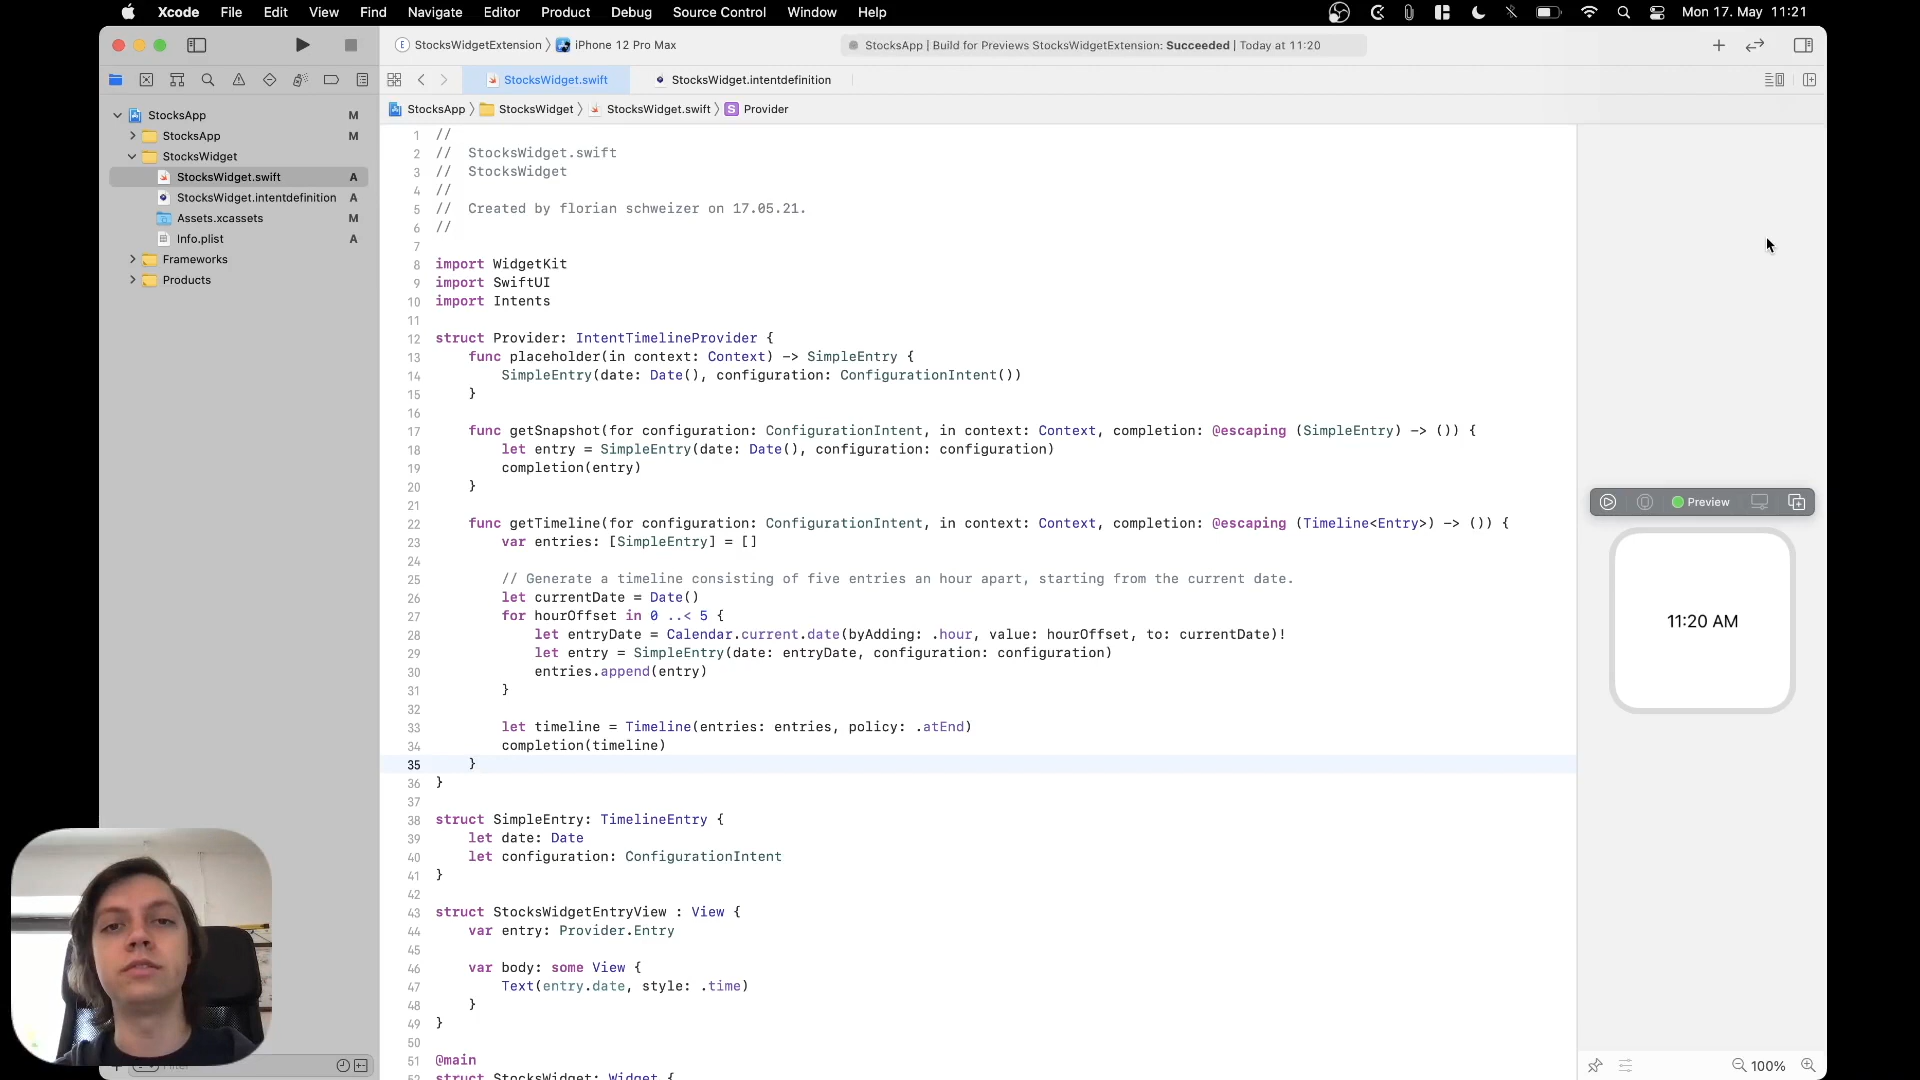 Xcode File Edit View Find Navigate Editor Product Debug Source Control Window Help Mon 17. May 11:21
StocksWidgetExtension iPhone 12 Pro Max StocksApp | Build for Previews StocksWidgetExtension: Succeeded | Today at 11:20
StocksWidget.swift StocksWidget.intentdefinition
StocksApp StocksWidget StocksWidget.swift S Provider
StocksApp M
StocksApp M
StocksWidget
StocksWidget.swift A
StocksWidget.intentdefinition A
Assets.xcassets M
Info.plist A
Frameworks
Products
1 //
2 //  StocksWidget.swift
3 //  StocksWidget
4 //
5 //  Created by florian schweizer on 17.05.21.
6 //
7
8 import WidgetKit
9 import SwiftUI
10 import Intents
11
12 struct Provider: IntentTimelineProvider {
13     func placeholder(in context: Context) -> SimpleEntry {
14         SimpleEntry(date: Date(), configuration: ConfigurationIntent())
15     }
16
17     func getSnapshot(for configuration: ConfigurationIntent, in context: Context, completion: @escaping (SimpleEntry) -> ()) {
18         let entry = SimpleEntry(date: Date(), configuration: configuration)
19         completion(entry)
20     }
21
22     func getTimeline(for configuration: ConfigurationIntent, in context: Context, completion: @escaping (Timeline<Entry>) -> ()) {
23         var entries: [SimpleEntry] = []
24
25         // Generate a timeline consisting of five entries an hour apart, starting from the current date.
26         let currentDate = Date()
27         for hourOffset in 0 ..< 5 {
28             let entryDate = Calendar.current.date(byAdding: .hour, value: hourOffset, to: currentDate)!
29             let entry = SimpleEntry(date: entryDate, configuration: configuration)
30             entries.append(entry)
31         }
32
33         let timeline = Timeline(entries: entries, policy: .atEnd)
34         completion(timeline)
35     }
36 }
37
38 struct SimpleEntry: TimelineEntry {
39     let date: Date
40     let configuration: ConfigurationIntent
41 }
42
43 struct StocksWidgetEntryView : View {
44     var entry: Provider.Entry
45
46     var body: some View {
47         Text(entry.date, style: .time)
48     }
49 }
50
51 @main
52 struct StocksWidget: Widget {
Preview
11:20 AM
Filter
100%